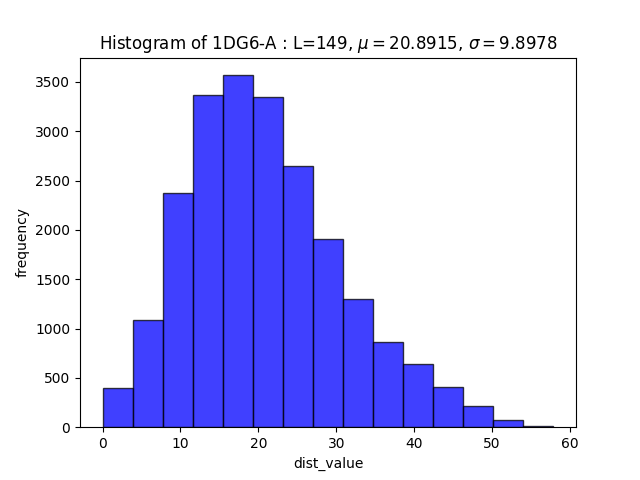 Histogram of 1DG6-A : L=149, μ = 20.8915, σ = 9.8978
3500
3000
2500
2000
1500
1000
500
0
frequency
0 10 20 30 40 50 60
dist_value